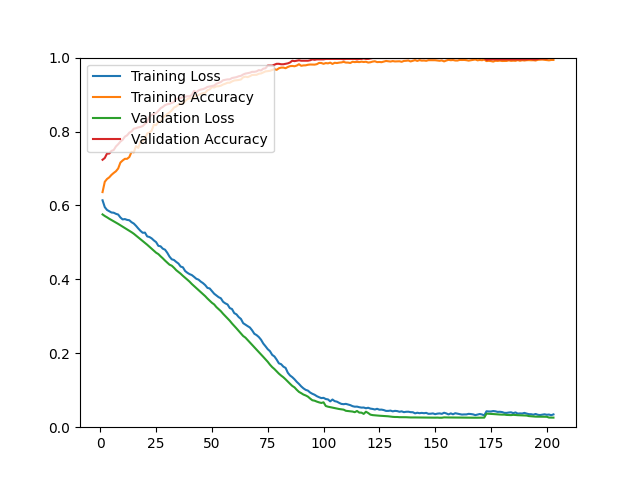 1.0
0.8
0.6
0.4
0.2
0.0
Training Loss
Training Accuracy
Validation Loss
Validation Accuracy
0 25 50 75 100 125 150 175 200